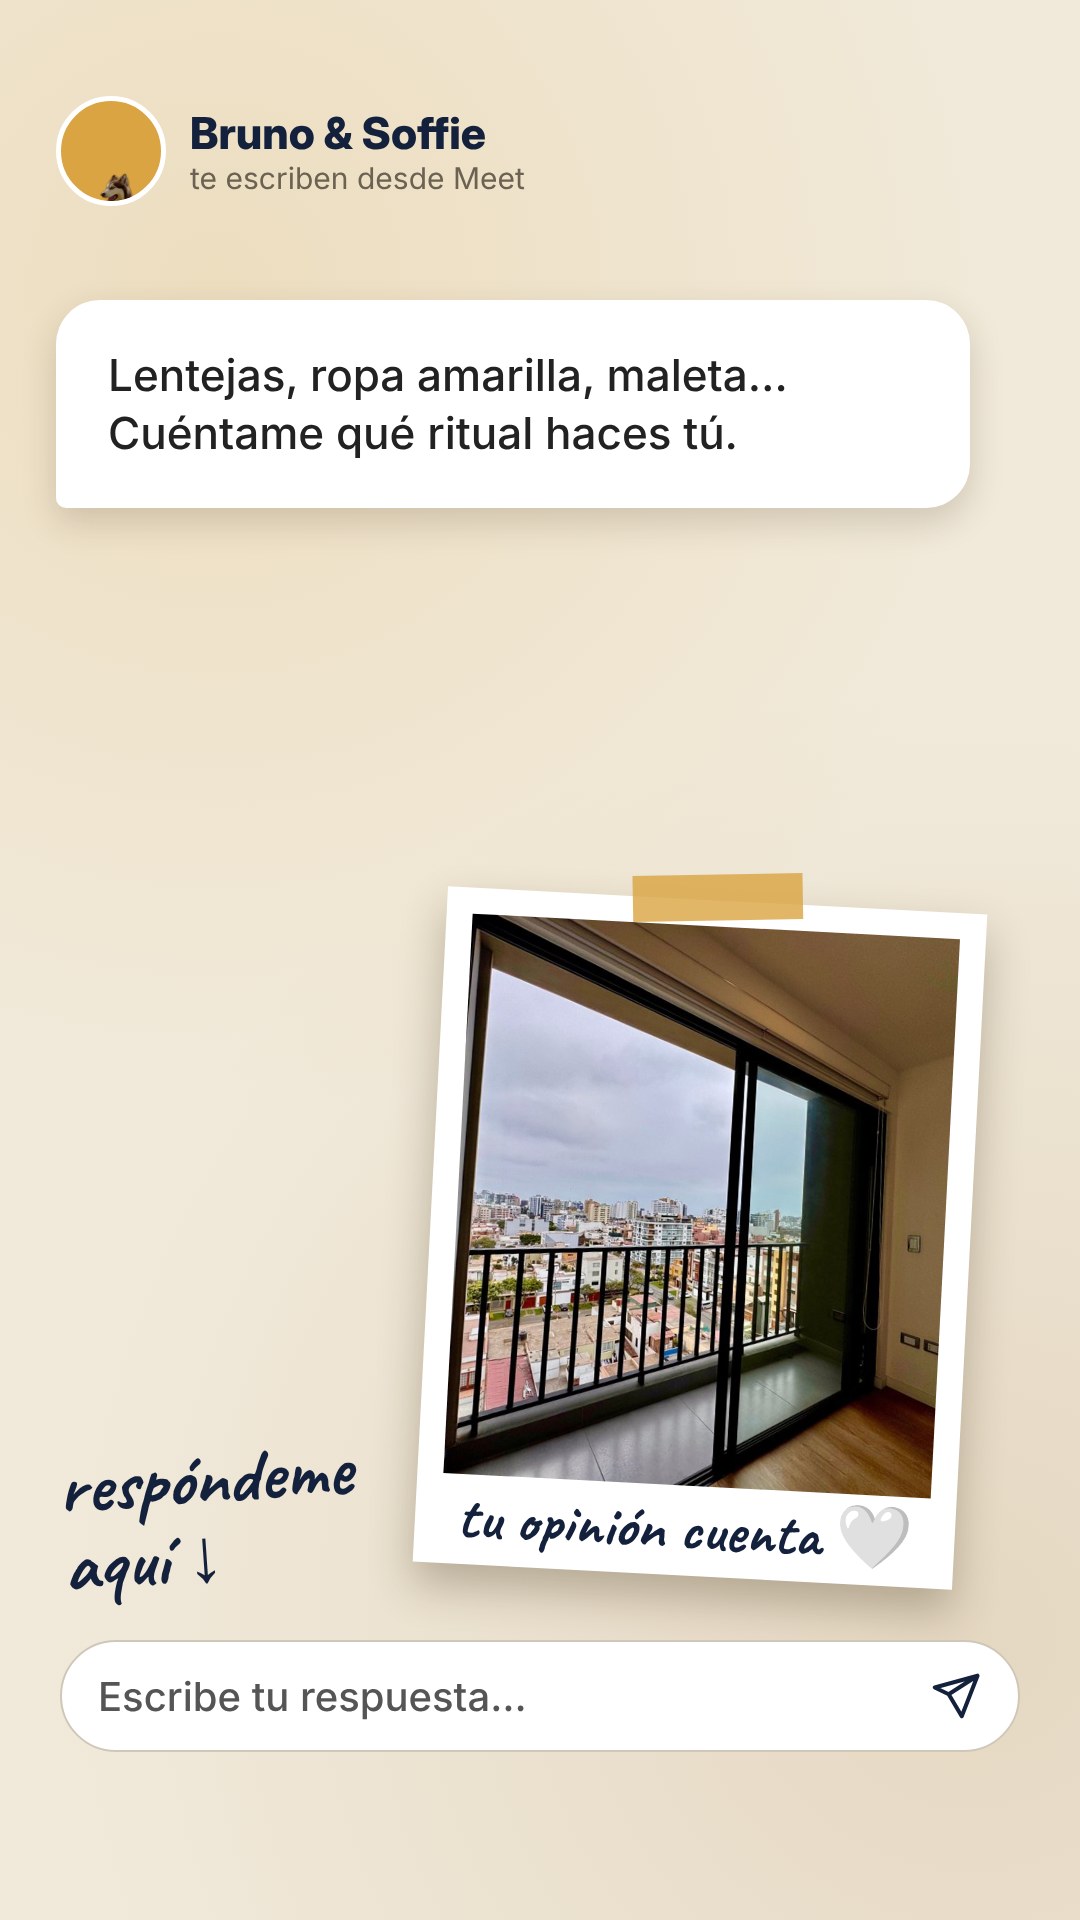 Bruno & Soffie
te escriben desde Meet
Lentejas, ropa amarilla, maleta...
Cuéntame qué ritual haces tú.
respóndeme
aquí ↓
tu opinión cuenta 🤍
Escribe tu respuesta...